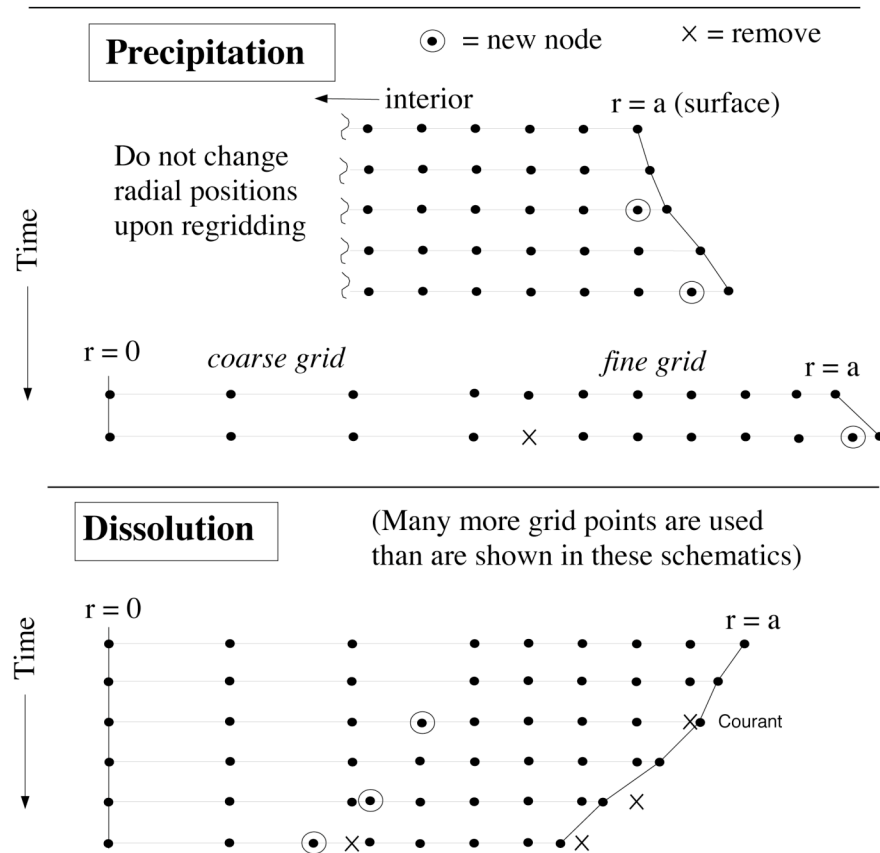 Precipitation
= new node
× = remove
interior
r = a (surface)
Do not change
radial positions
upon regridding
Time
r = 0
coarse grid
fine grid
r = a
Dissolution
(Many more grid points are used
than are shown in these schematics)
r = 0
r = a
Time
Courant